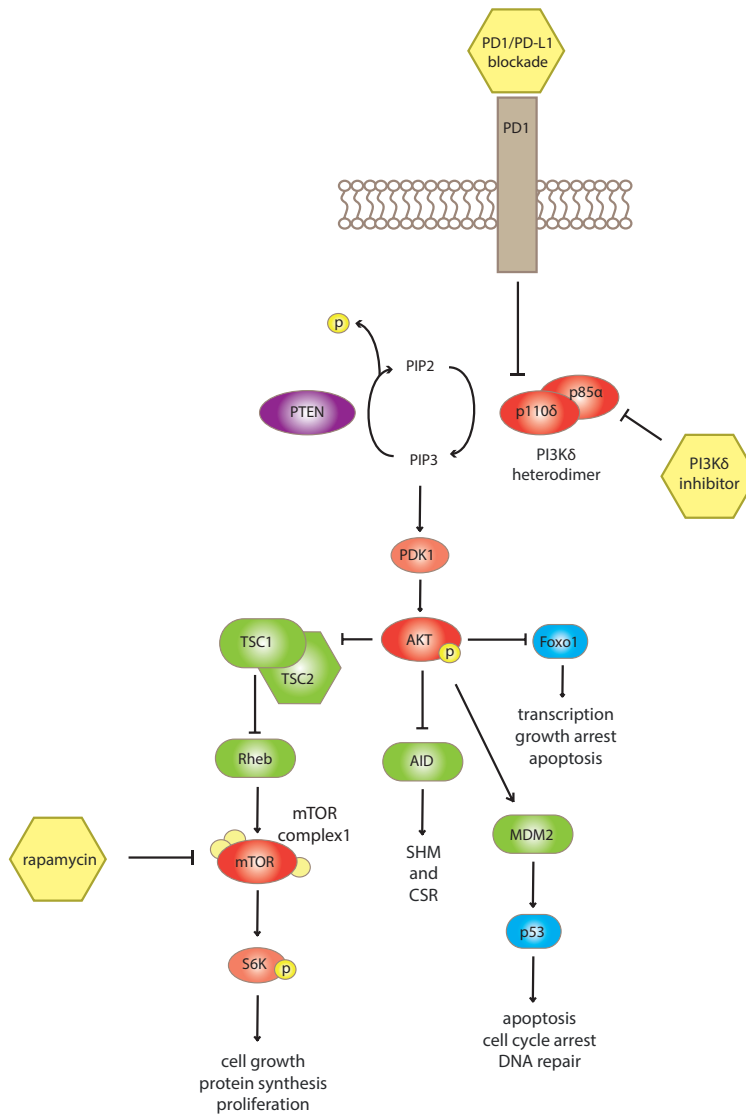 PD1/PD-L1
blockade
PD1
p
PIP2
PTEN
p85α
p110δ
PIP3
PI3Kδ
heterodimer
PI3Kδ
inhibitor
PDK1
TSC1
TSC2
AKT
p
Foxo1
transcription
growth arrest
apoptosis
Rheb
AID
mTOR
complex1
MDM2
rapamycin
mTOR
SHM
and
CSR
p53
S6K
p
apoptosis
cell cycle arrest
DNA repair
cell growth
protein synthesis
proliferation